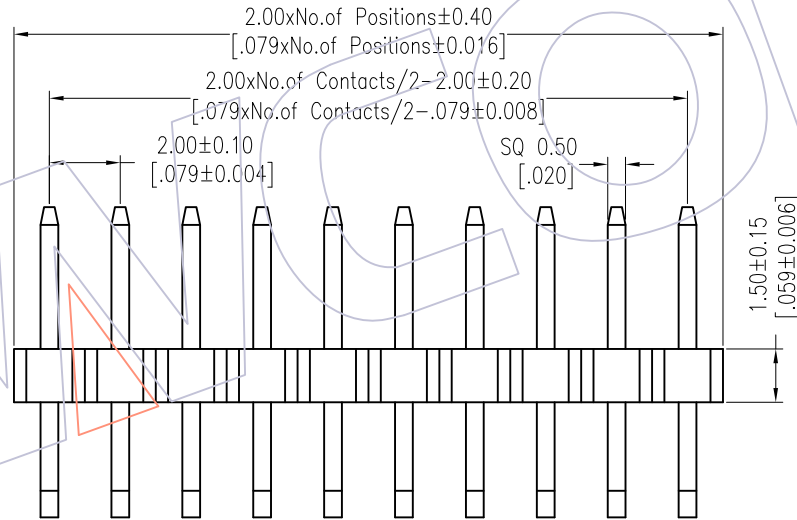 2.00xNo.of Positions±0.40
[.079xNo.of Positions±0.016]
2.00xNo.of Contacts/2-2.00±0.20
[.079xNo.of Contacts/2-.079±0.008]
2.00±0.10
[.079±0.004]
SQ 0.50
[.020]
1.50±0.15
[.059±0.006]
WCO